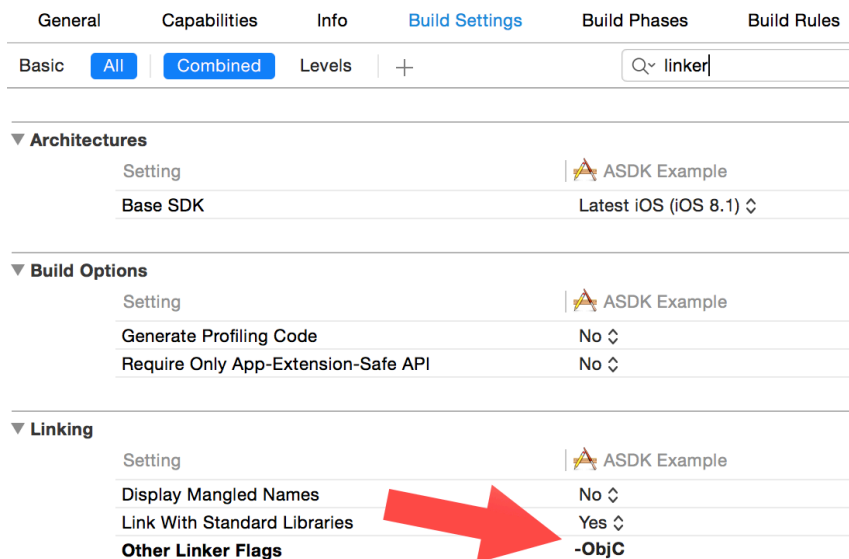 General Capabilities Info Build Settings Build Phases Build Rules
Basic All Combined Levels + linker
Architectures
Setting ASDK Example
Base SDK Latest iOS (iOS 8.1)
Build Options
Setting ASDK Example
Generate Profiling Code No
Require Only App-Extension-Safe API No
Linking
Setting ASDK Example
Display Mangled Names No
Link With Standard Libraries Yes
Other Linker Flags -ObjC